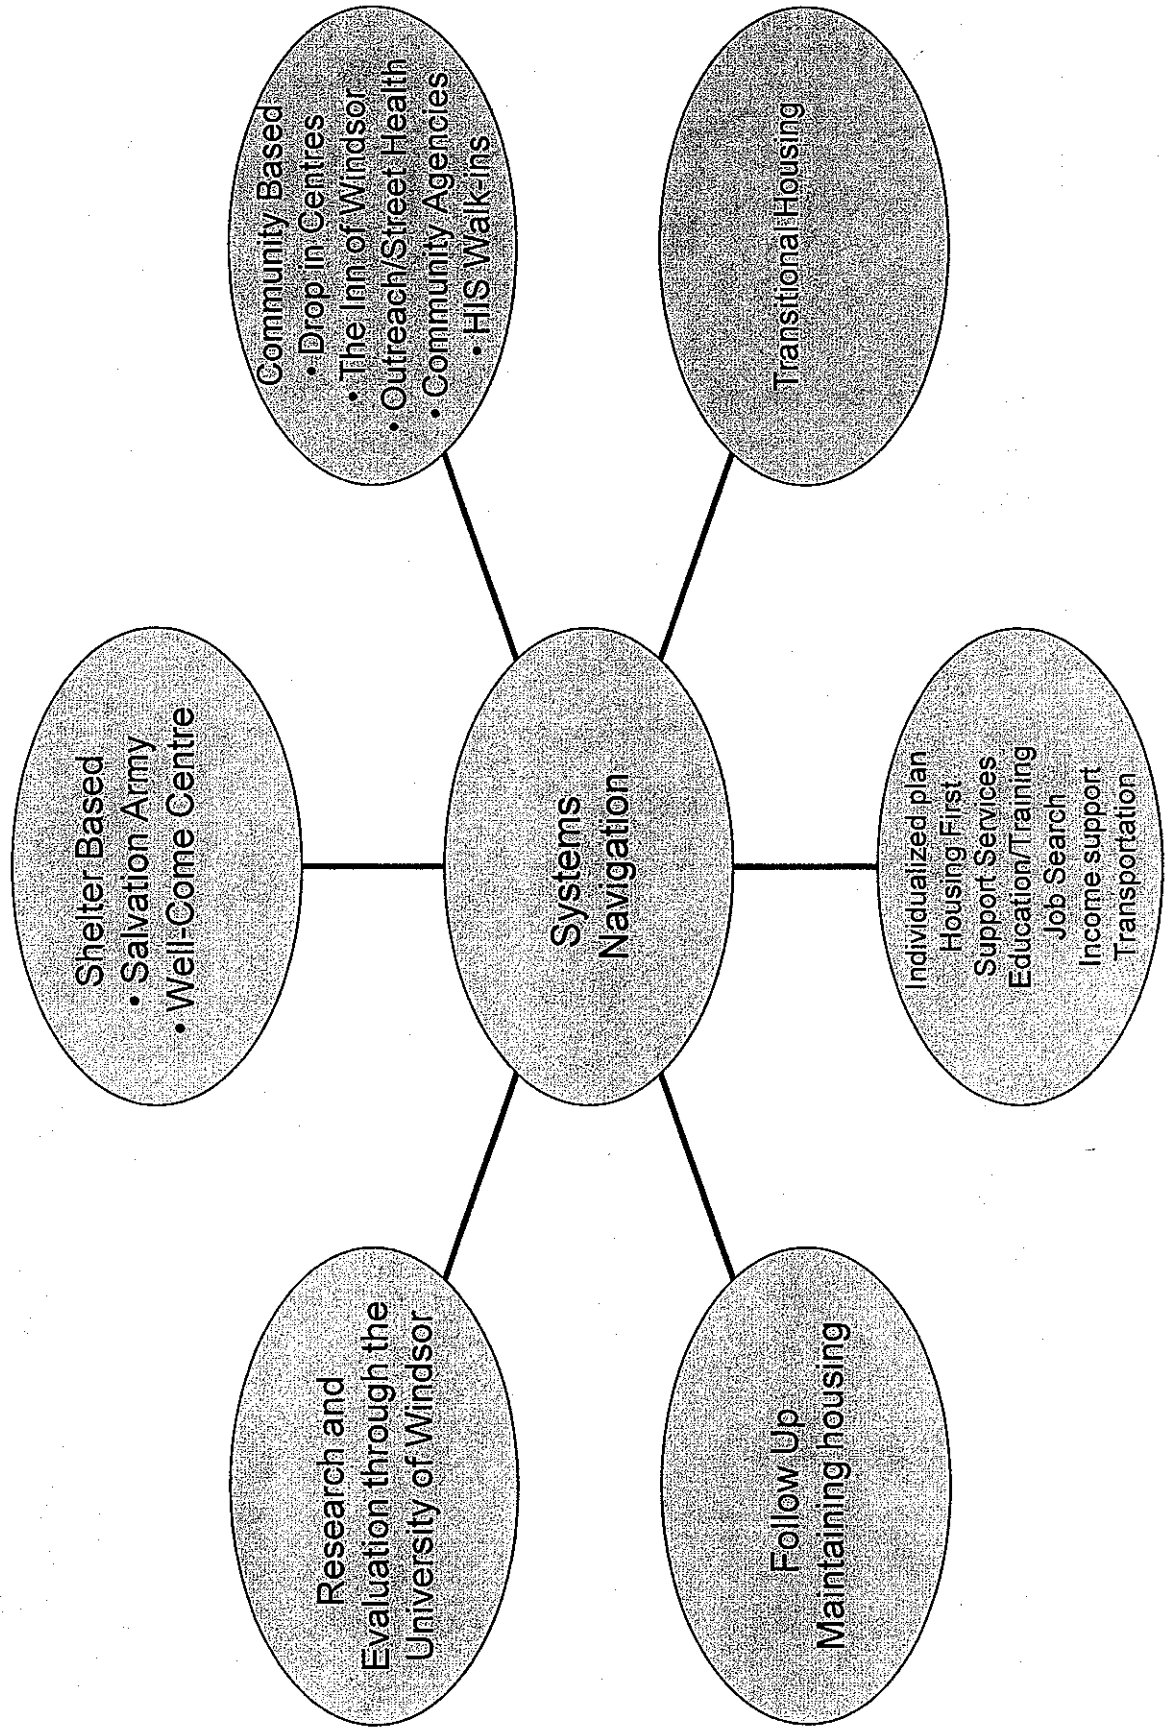 Shelter Based
• Salvation Army
• Well-Come Centre
Community Based
• Drop in Centres
• The Inn of Windsor
• Outreach/Street Health
• Community Agencies
• HIS Walk-ins
Transitional Housing
Individualized plan
Housing First
Support Services
Education/Training
Job Search
Income support
Transportation
Follow Up
Maintaining housing
Research and
Evaluation through the
University of Windsor
Systems
Navigation